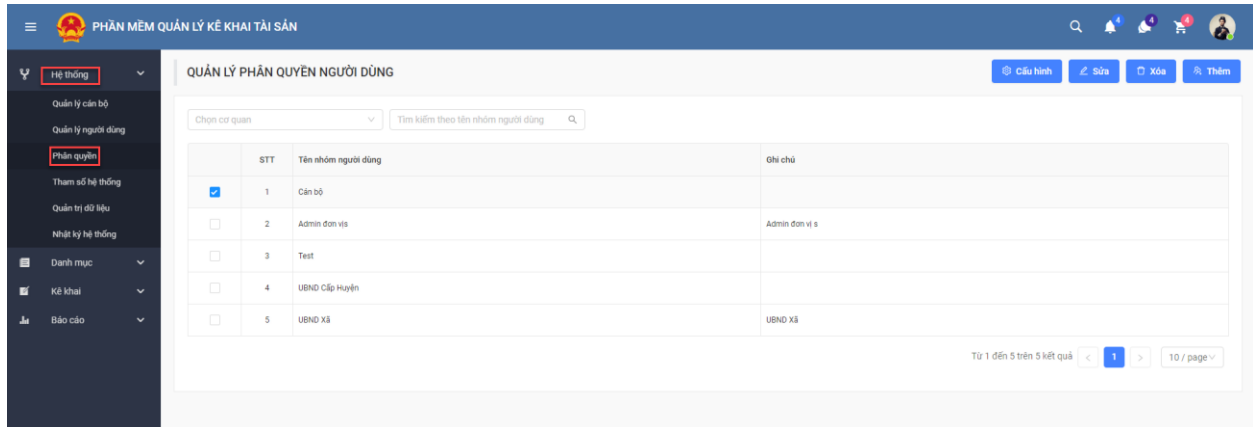 PHẦN MỀM QUẢN LÝ KÊ KHAI TÀI SẢN
4
4
9
Hệ thống
Quản lý cán bộ
Quản lý người dùng
Phân quyền
Tham số hệ thống
Quản trị dữ liệu
Nhật ký hệ thống
Danh mục
Kê khai
Báo cáo
QUẢN LÝ PHÂN QUYỀN NGƯỜI DÙNG
Cấu hình Sửa Xóa Thêm
Chọn cơ quan Tìm kiếm theo tên nhóm người dùng
STT Tên nhóm người dùng Ghi chú
1 Cán bộ
2 Admin đơn vịs Admin đơn vị s
3 Test
4 UBND Cấp Huyện
5 UBND Xã UBND Xã
Từ 1 đến 5 trên 5 kết quả < 1 > 10 / page